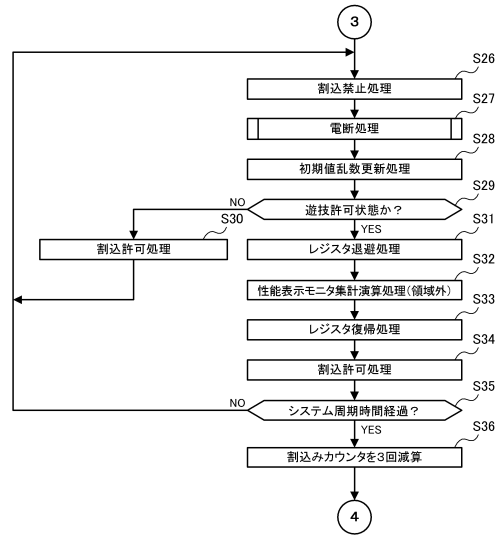 3
S26
割込禁止処理
S27
電断処理
S28
初期値乱数更新処理
S29
遊技許可状態か？
NO
YES
S30
割込許可処理
S31
レジスタ退避処理
S32
性能表示モニタ集計演算処理(領域外)
S33
レジスタ復帰処理
S34
割込許可処理
S35
システム周期時間経過？
NO
YES
S36
割込みカウンタを3回減算
4